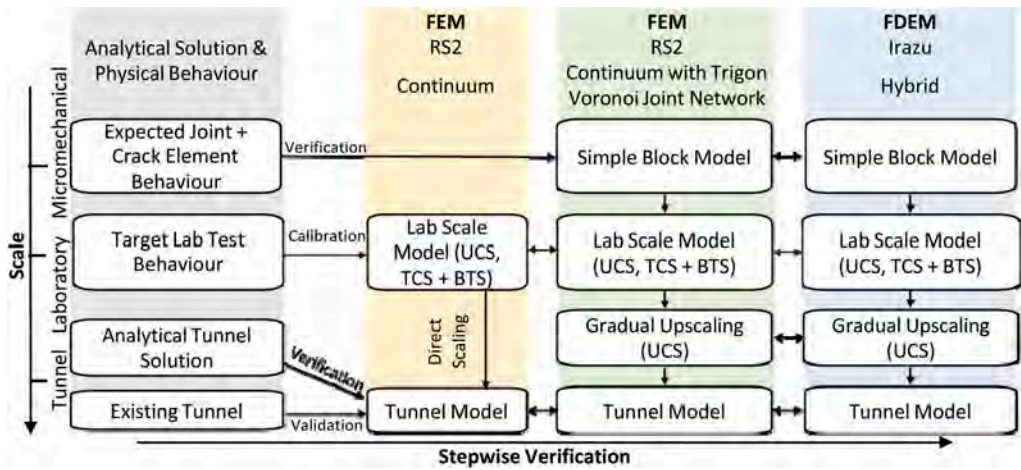 Analytical Solution &
Physical Behaviour
FEM
RS2
Continuum
FEM
RS2
Continuum with Trigon
Voronoi Joint Network
FDEM
Irazu
Hybrid
Scale
Micromechanical
Laboratory
Tunnel
Expected Joint +
Crack Element
Behaviour
Verification
Simple Block Model
Simple Block Model
Target Lab Test
Behaviour
Calibration
Lab Scale
Model (UCS,
TCS + BTS)
Lab Scale Model
(UCS, TCS + BTS)
Lab Scale Model
(UCS, TCS + BTS)
Analytical Tunnel
Solution
Verification
Direct
Scaling
Gradual Upscaling
(UCS)
Gradual Upscaling
(UCS)
Existing Tunnel
Validation
Tunnel Model
Tunnel Model
Tunnel Model
Stepwise Verification